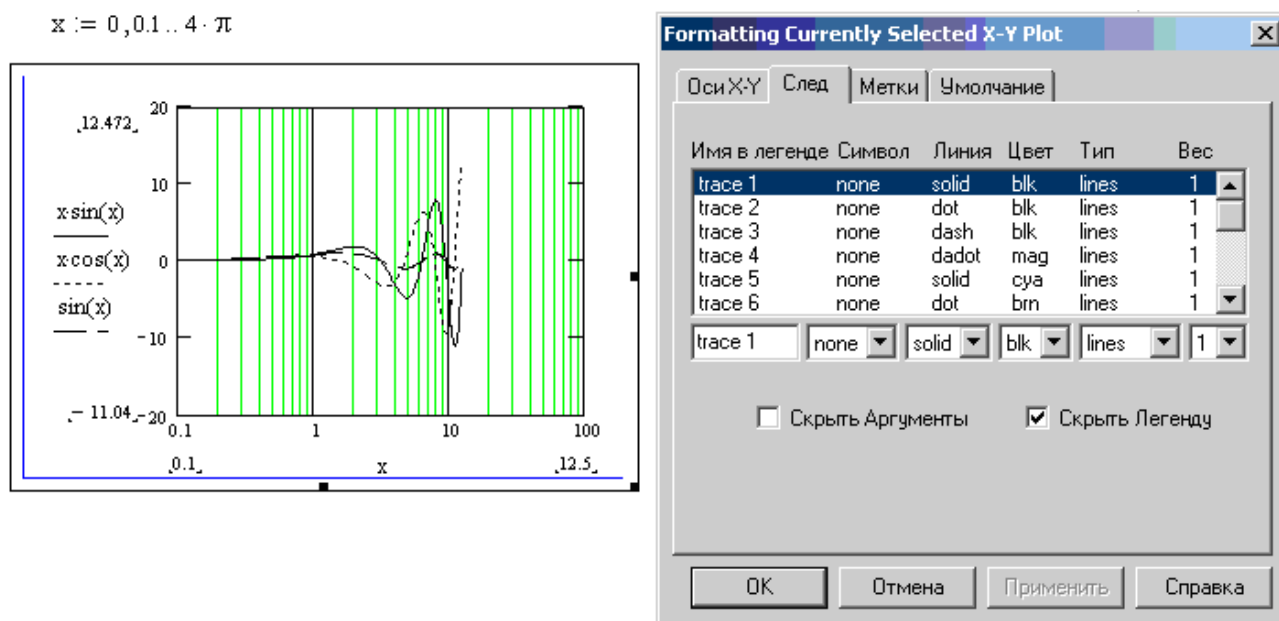 x := 0,0.1 .. 4 · π
20
12.472
10
x·sin(x)
x·cos(x)
0
sin(x)
−10
− 11.04
−20
0.1 1 10 100
0.1 x 12.5
Formatting Currently Selected X-Y Plot
Оси X-Y След Метки Умолчание
Имя в легенде Символ Линия Цвет Тип Вес
trace 1 none solid blk lines 1
trace 2 none dot blk lines 1
trace 3 none dash blk lines 1
trace 4 none dadot mag lines 1
trace 5 none solid cya lines 1
trace 6 none dot brn lines 1
trace 1 none solid blk lines 1
Скрыть Аргументы Скрыть Легенду
OK Отмена Применить Справка